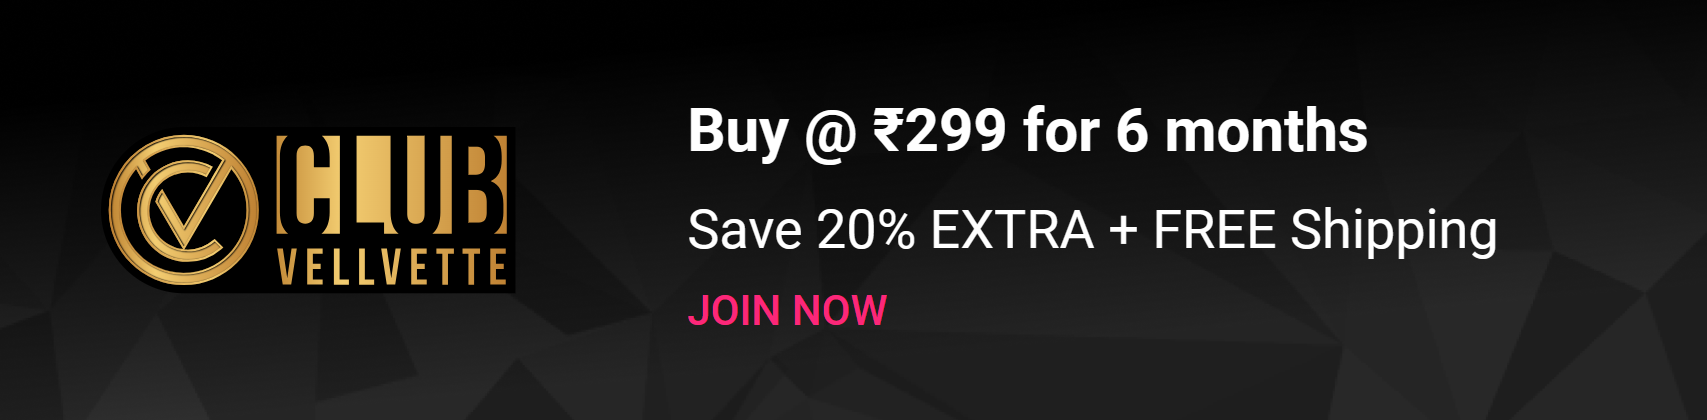 CLUB
VELLVETTE
Buy @ ₹299 for 6 months
Save 20% EXTRA + FREE Shipping
JOIN NOW